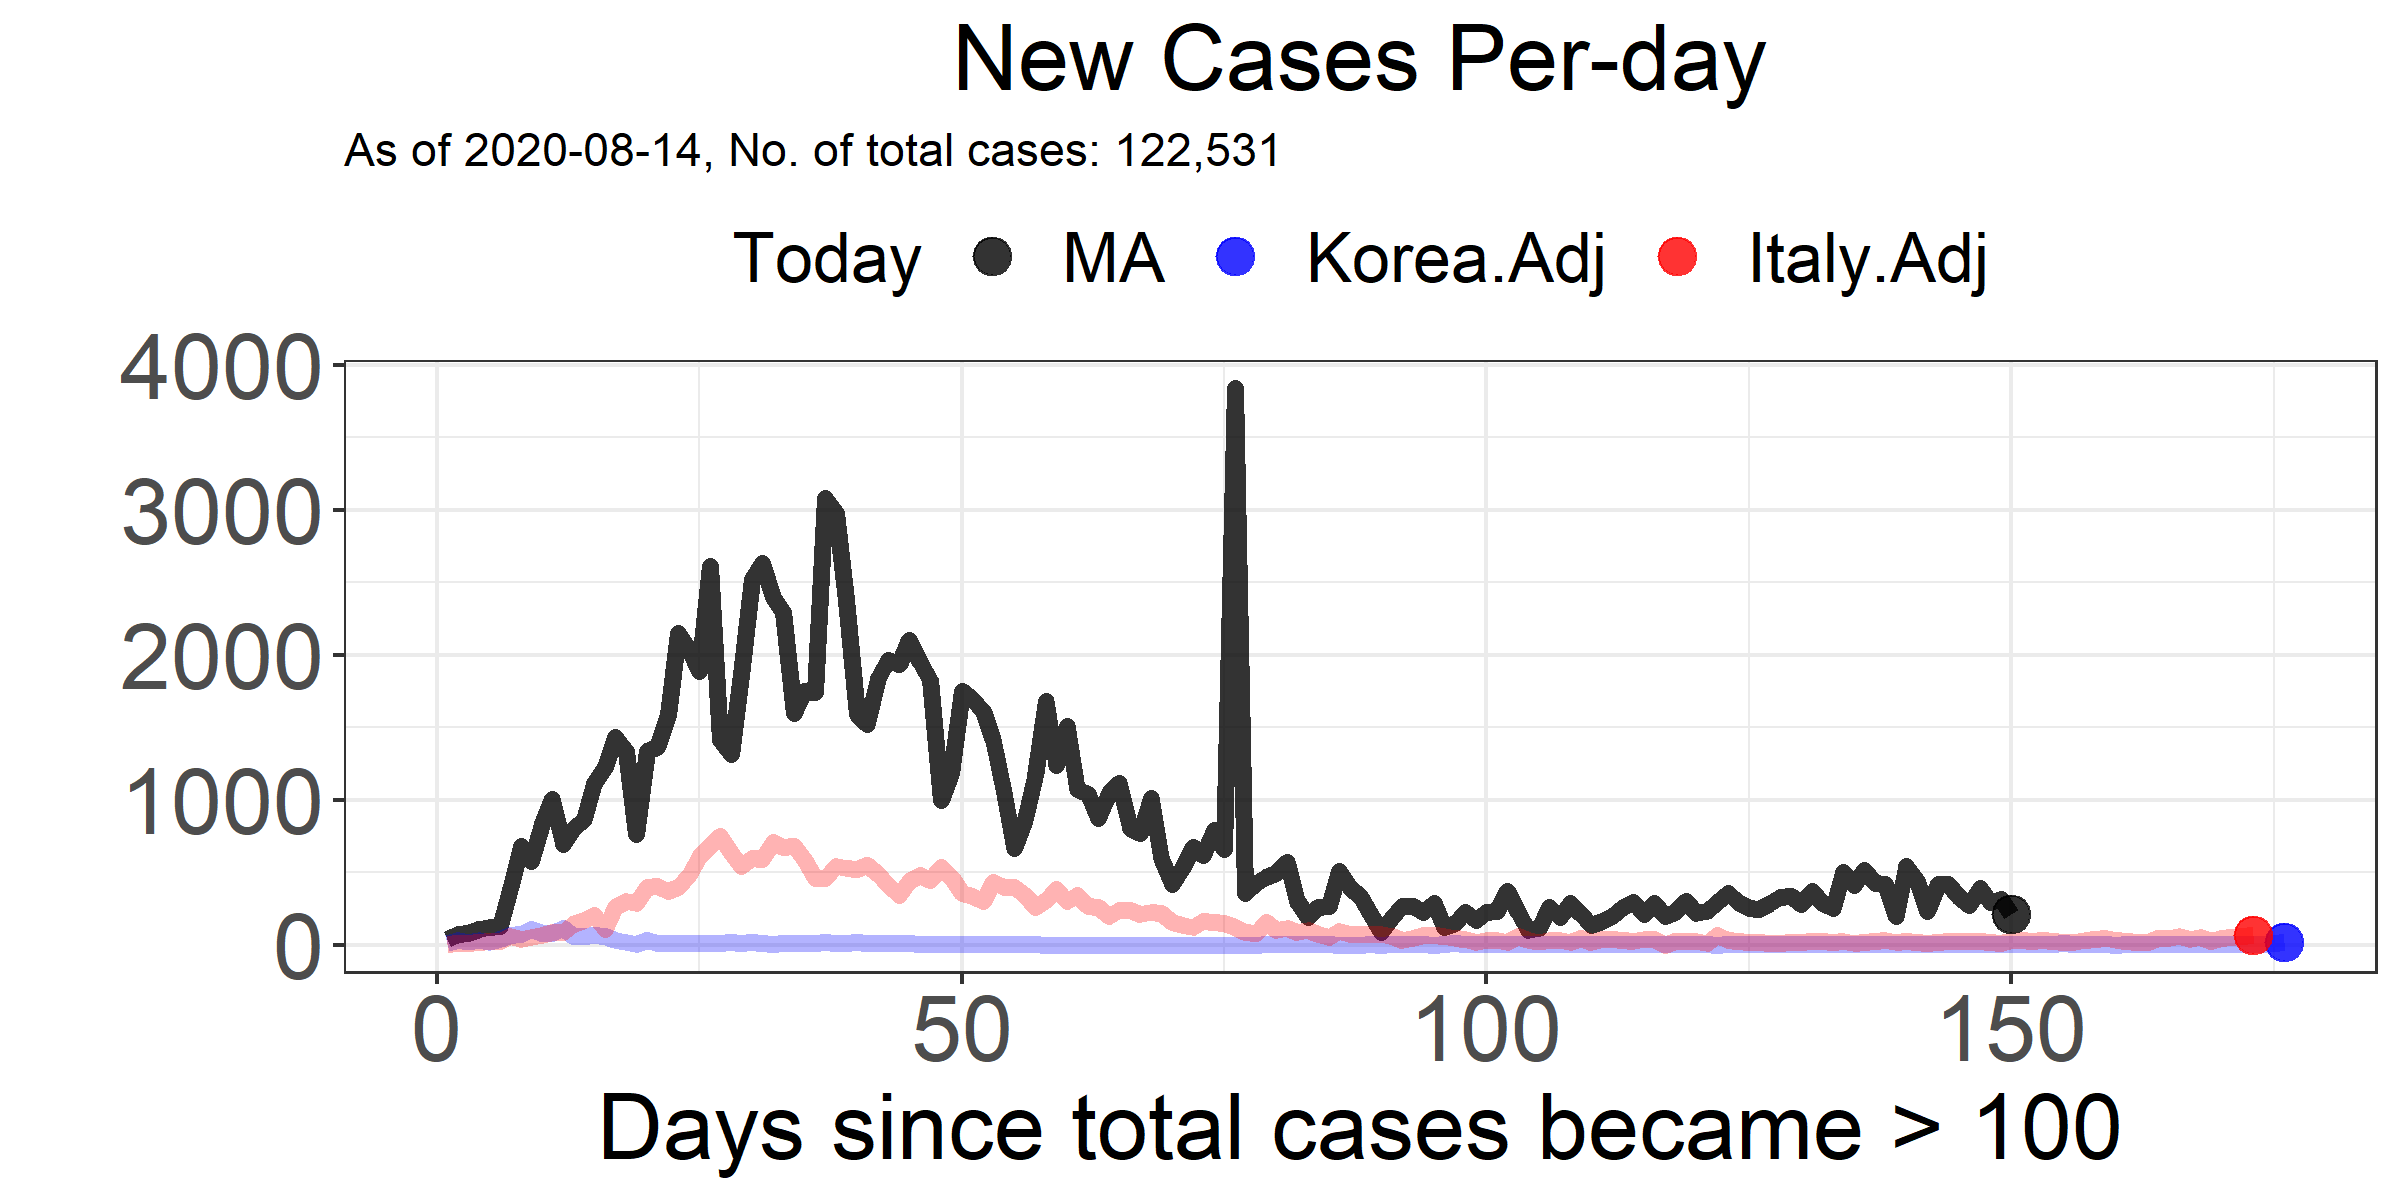 New Cases Per-day
As of 2020-08-14, No. of total cases: 122,531
Today MA Korea.Adj Italy.Adj
4000
3000
2000
1000
0
0 50 100 150
Days since total cases became > 100